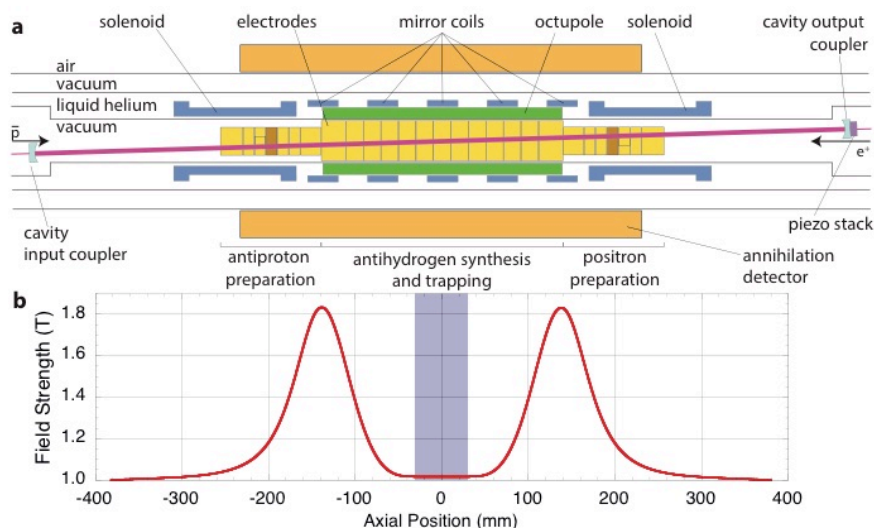 a
solenoid
electrodes
mirror coils
octupole
solenoid
cavity output
coupler
air
vacuum
liquid helium
vacuum
p̅
e⁺
cavity
input coupler
piezo stack
annihilation
detector
antiproton
preparation
antihydrogen synthesis
and trapping
positron
preparation
b
Field Strength (T)
1.8
1.6
1.4
1.2
1.0
-400 -300 -200 -100 0 100 200 300 400
Axial Position (mm)